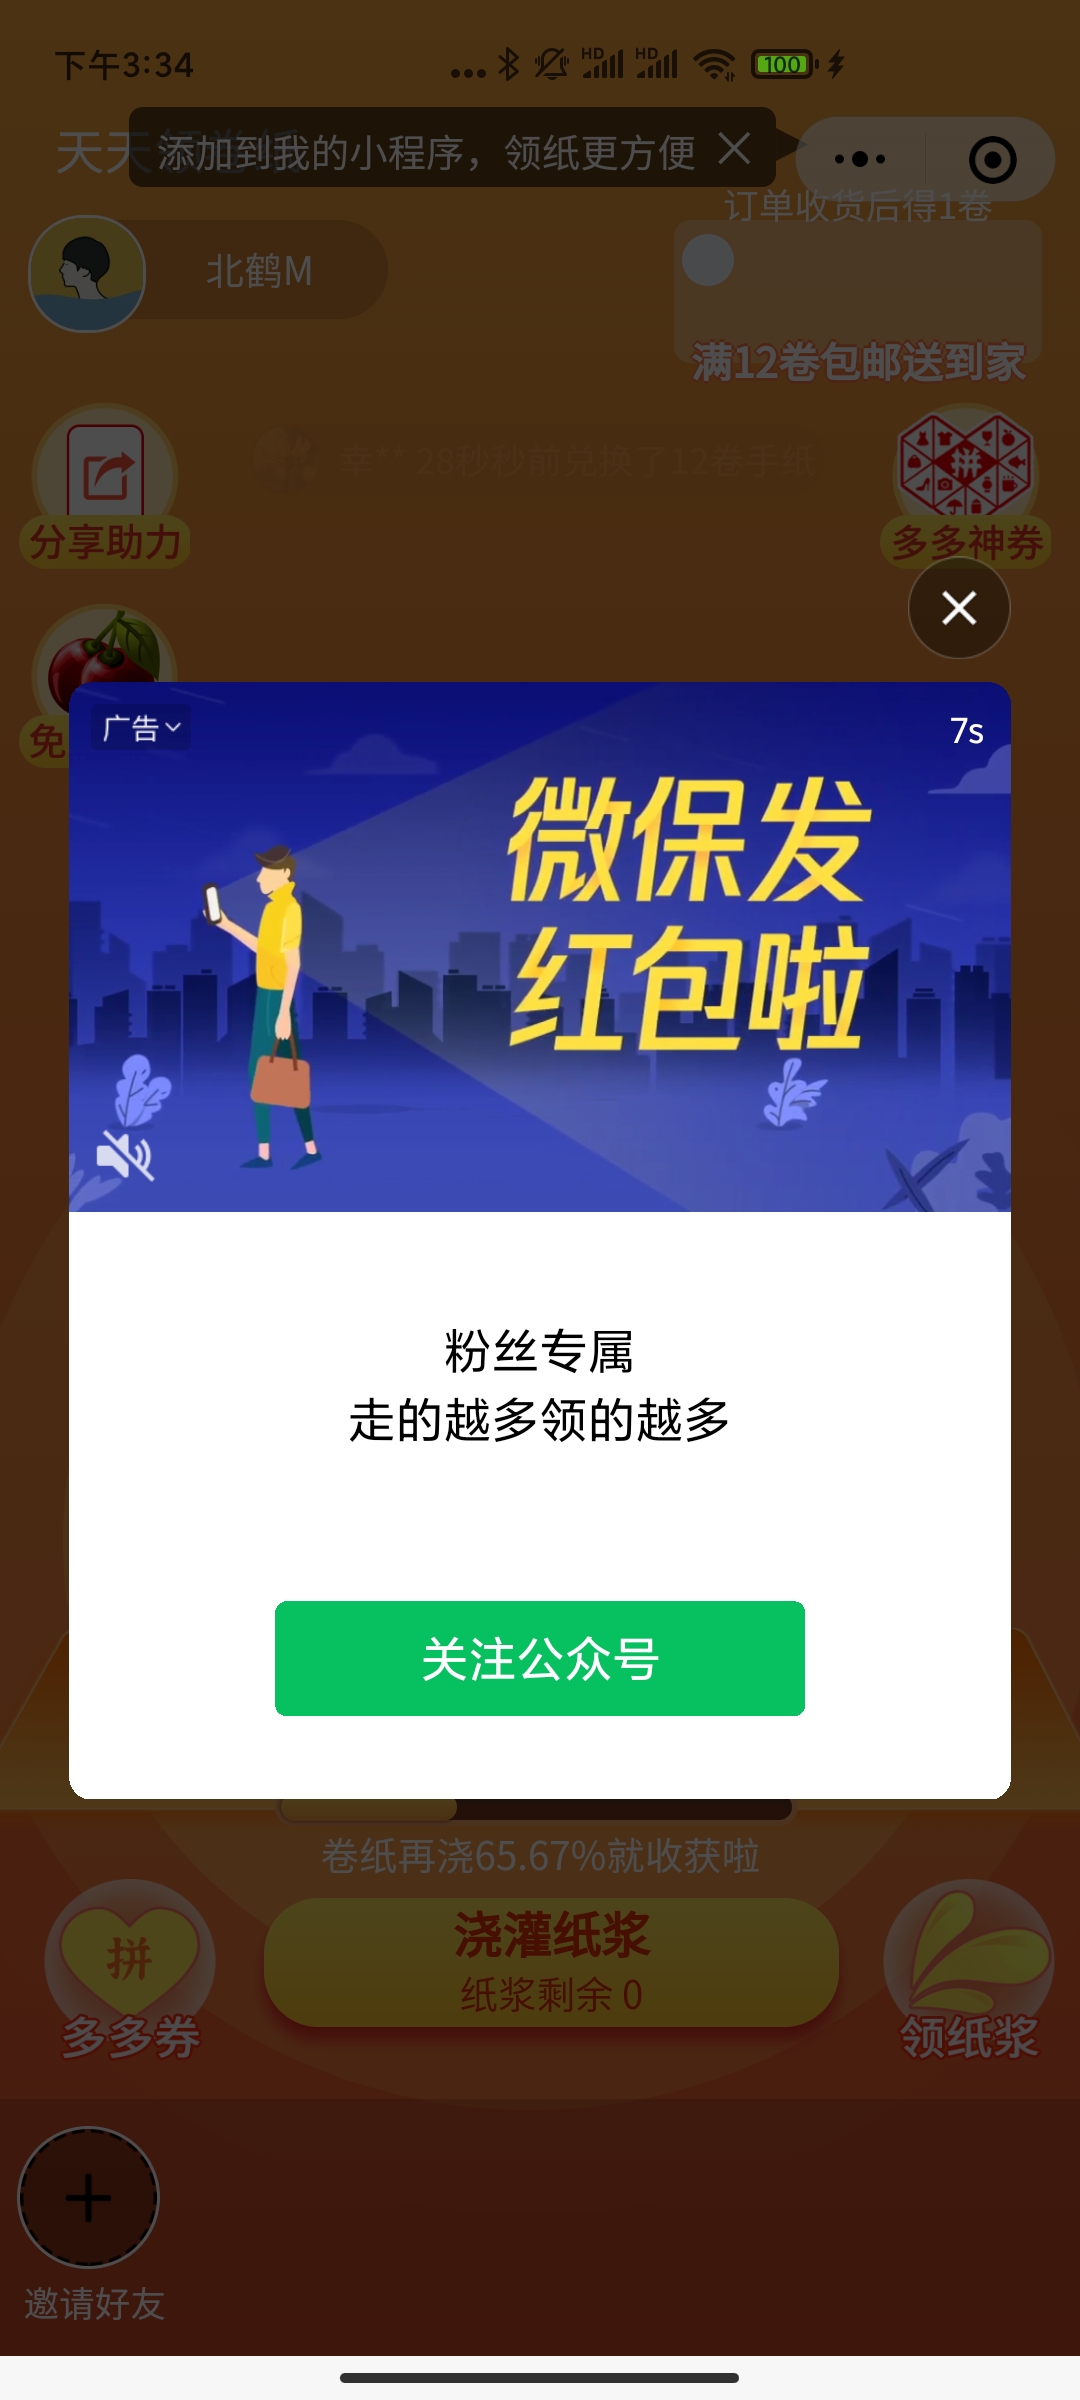 下午3:34
HD
HD
100
天天
添加到我的小程序，领纸更方便
订单收货后得1卷
北鹤M
满12卷包邮送到家
幸** 28秒秒前兑换了12卷手纸
拼
分享助力
多多神券
免
广告
7s
微保发
红包啦
粉丝专属
走的越多领的越多
关注公众号
卷纸再浇65.67%就收获啦
浇灌纸浆
纸浆剩余 0
拼
多多券
领纸浆
邀请好友